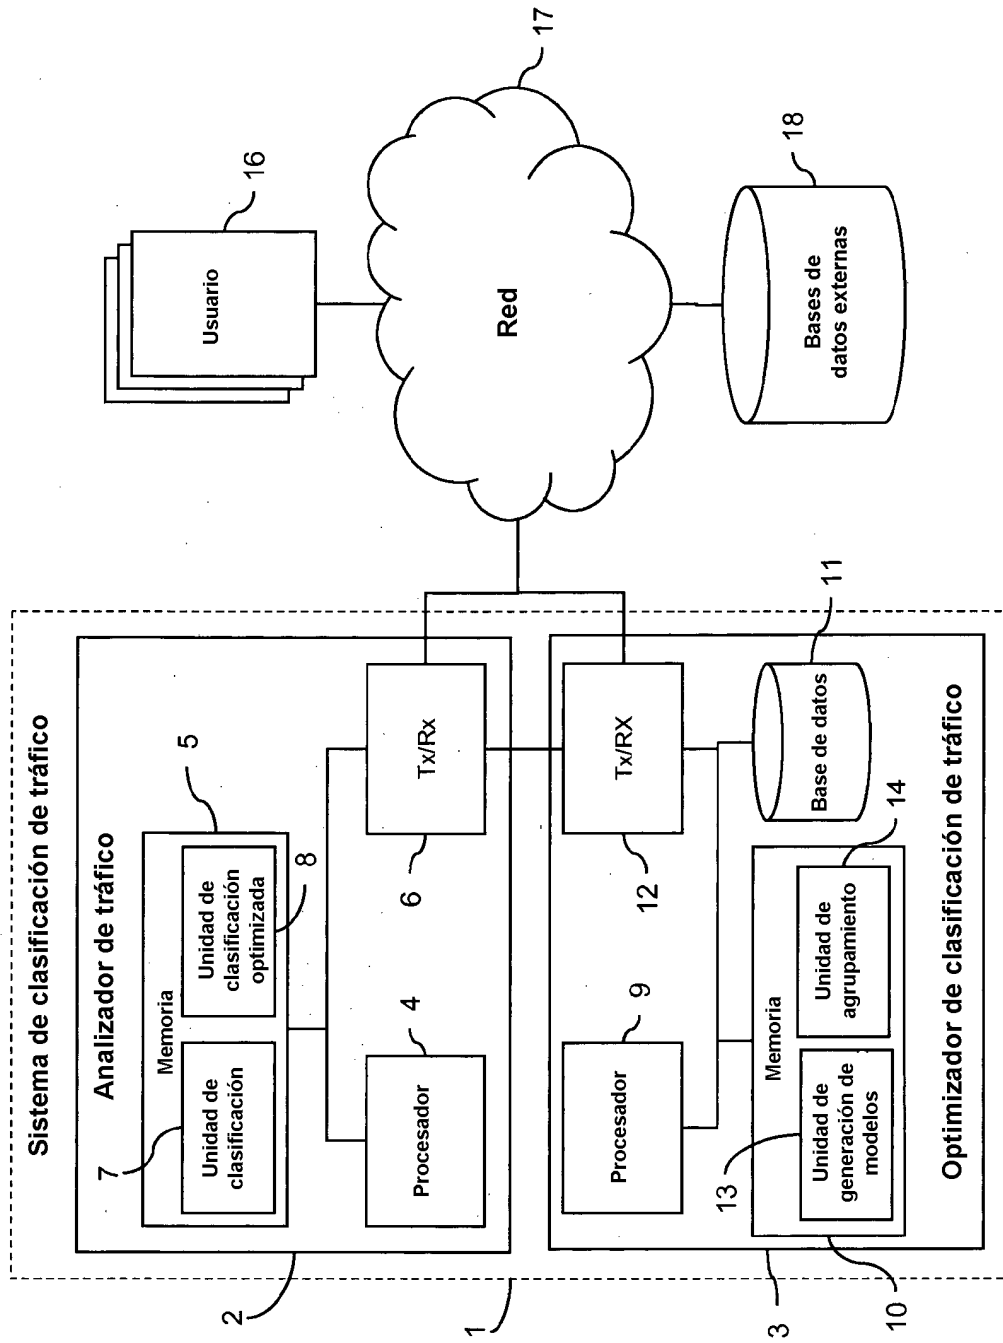 Sistema de clasificación de tráfico
Analizador de tráfico
Memoria
Unidad de
clasificación
Unidad de
clasificación
optimizada
Procesador
Tx/Rx
7
5
8
4
6
2
1
Procesador
Tx/RX
9
12
Memoria
Unidad de
generación de
modelos
Unidad de
agrupamiento
Base de datos
13
14
11
3
10
Optimizador de clasificación de tráfico
Usuario
16
Red
17
Bases de
datos externas
18